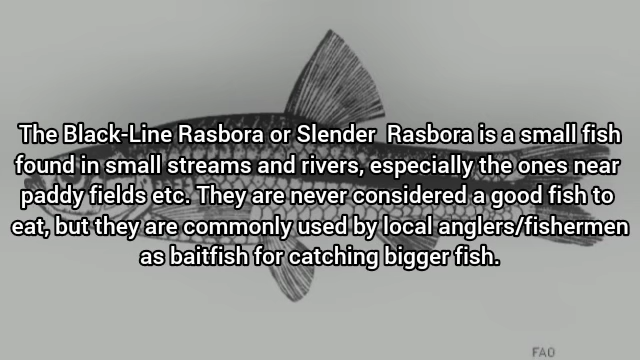 The Black-Line Rasbora or Slender Rasbora is a small fish
found in small streams and rivers, especially the ones near
paddy fields etc. They are never considered a good fish to
eat, but they are commonly used by local anglers/fishermen
as baitfish for catching bigger fish.
FAO